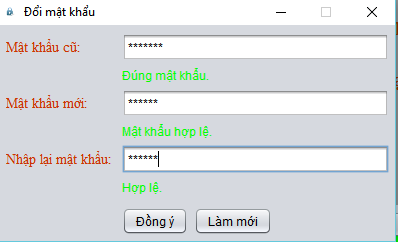 Đổi mật khẩu
Mật khẩu cũ: *******
Đúng mật khẩu.
Mật khẩu mới: ******
Mật khẩu hợp lệ.
Nhập lại mật khẩu: ******
Hợp lệ.
Đồng ý Làm mới